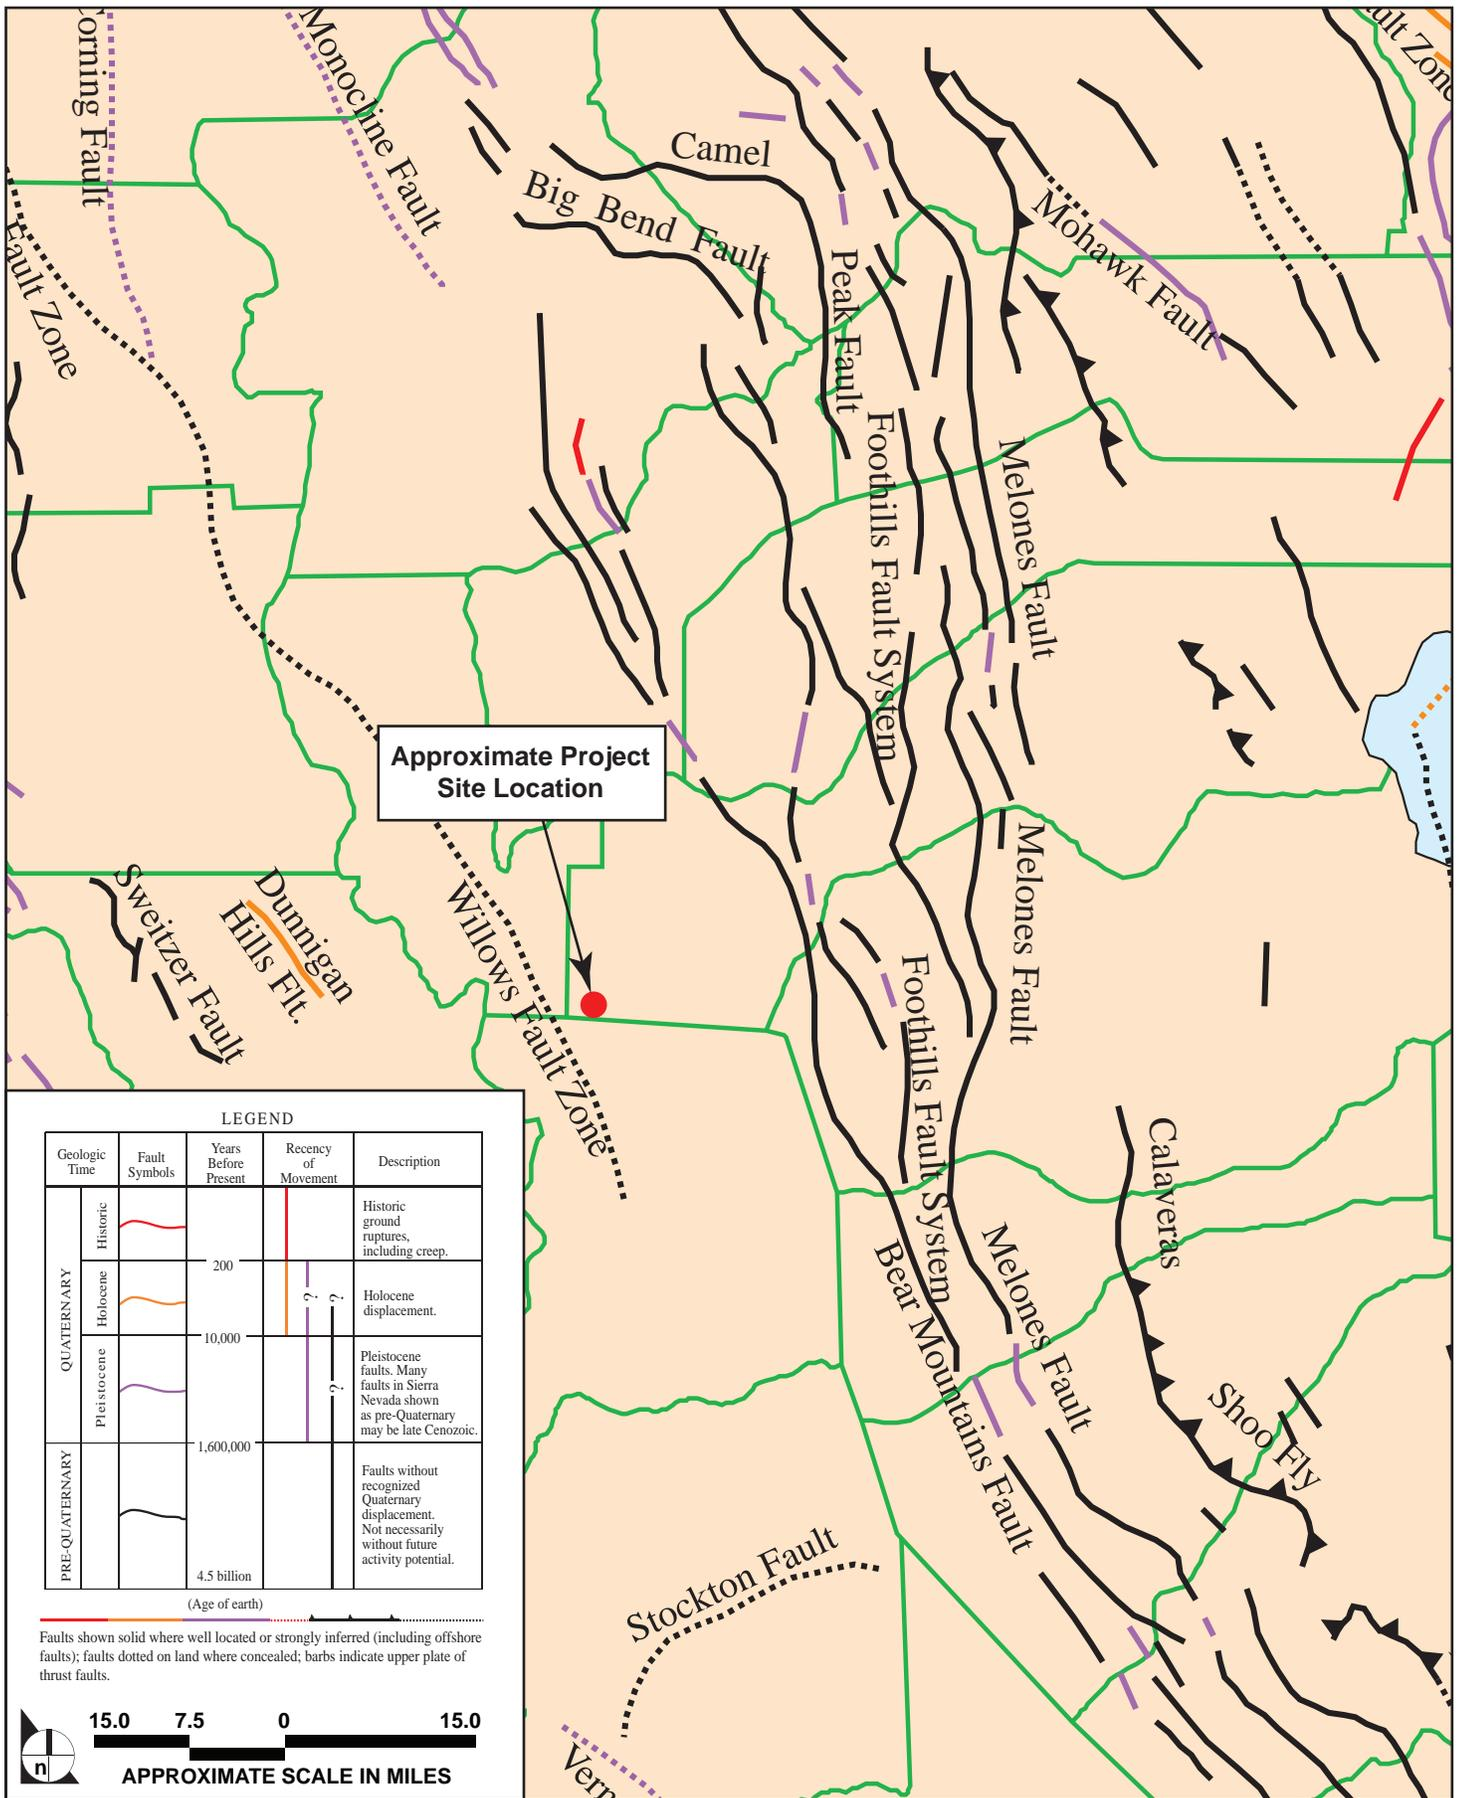 Corning Fault
Monocline Fault
Fault Zone
Camel
Peak Fault
Big Bend Fault
Mohawk Fault
Fault Zone
Foothills Fault System
Melones Fault
Approximate Project
Site Location
Willows Fault Zone
Sweitzer Fault
Dunnigan
Hills Flt.
Melones Fault
Foothills Fault System
Bear Mountains Fault
Melones Fault
Calaveras
Shoo Fly
Stockton Fault
Vern
LEGEND
Geologic
Time
Fault
Symbols
Years
Before
Present
Recency
of
Movement
Description
QUATERNARY
Historic
Historic
ground
ruptures,
including creep.
200
Holocene
?
?
Holocene
displacement.
10,000
Pleistocene
?
Pleistocene
faults. Many
faults in Sierra
Nevada shown
as pre-Quaternary
may be late Cenozoic.
1,600,000
PRE-QUATERNARY
Faults without
recognized
Quaternary
displacement.
Not necessarily
without future
activity potential.
4.5 billion
(Age of earth)
Faults shown solid where well located or strongly inferred (including offshore
faults); faults dotted on land where concealed; barbs indicate upper plate of
thrust faults.
n
15.0 7.5 0 15.0
APPROXIMATE SCALE IN MILES